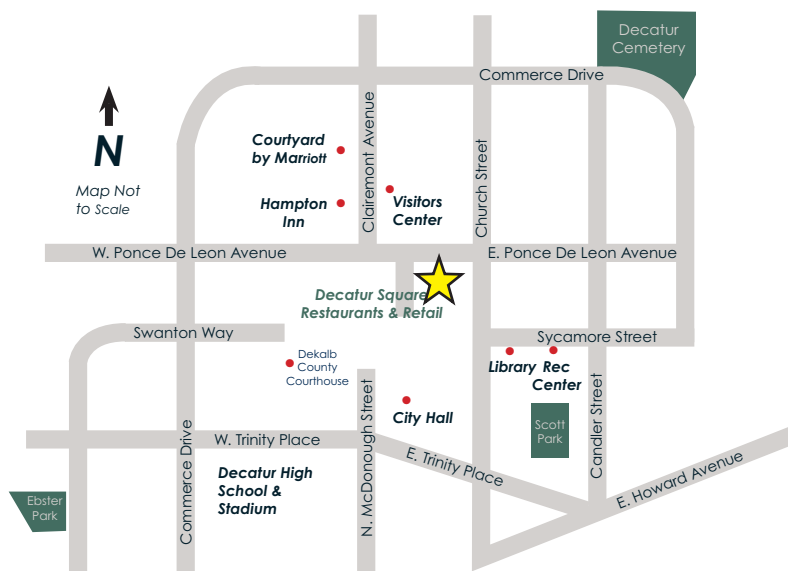 Decatur
Cemetery
Commerce Drive
N
Map Not
to Scale
Courtyard
by Marriott
Clairemont Avenue
Church Street
Hampton
Inn
Visitors
Center
W. Ponce De Leon Avenue
E. Ponce De Leon Avenue
Decatur Square
Restaurants & Retail
Swanton Way
Sycamore Street
Dekalb
County
Courthouse
Library
Rec
Center
N. McDonough Street
City Hall
Candler Street
Scott
Park
W. Trinity Place
E. Trinity Place
Commerce Drive
Decatur High
School &
Stadium
E. Howard Avenue
Ebster
Park